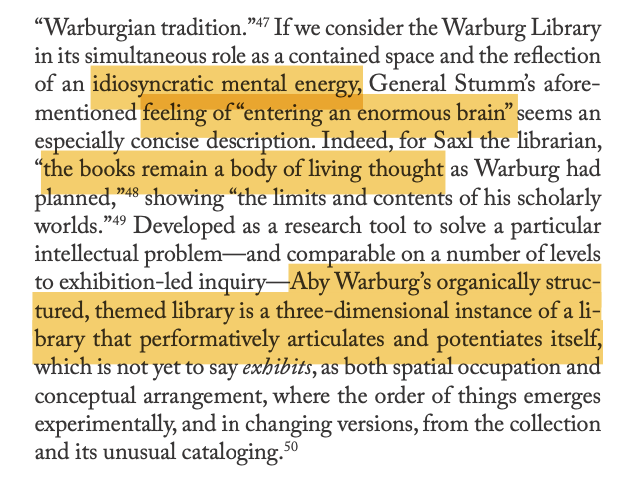 “Warburgian tradition.”47 If we consider the Warburg Library
in its simultaneous role as a contained space and the reflection
of an idiosyncratic mental energy, General Stumm’s afore-
mentioned feeling of “entering an enormous brain” seems an
especially concise description. Indeed, for Saxl the librarian,
“the books remain a body of living thought as Warburg had
planned,”48 showing “the limits and contents of his scholarly
worlds.”49 Developed as a research tool to solve a particular
intellectual problem—and comparable on a number of levels
to exhibition-led inquiry—Aby Warburg’s organically struc-
tured, themed library is a three-dimensional instance of a li-
brary that performatively articulates and potentiates itself,
which is not yet to say exhibits, as both spatial occupation and
conceptual arrangement, where the order of things emerges
experimentally, and in changing versions, from the collection
and its unusual cataloging.50